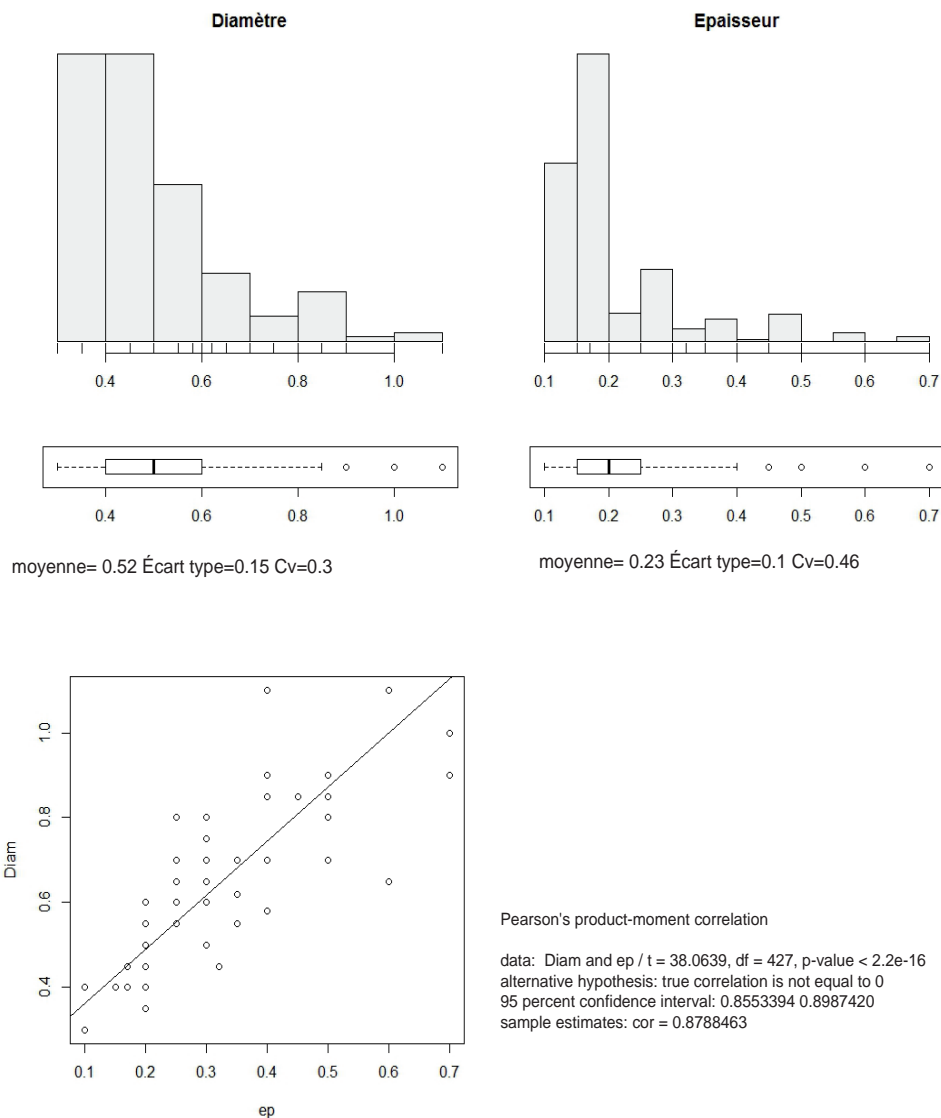 Diamètre
Epaisseur
0.4 0.6 0.8 1.0
0.1 0.2 0.3 0.4 0.5 0.6 0.7
0.4 0.6 0.8 1.0
0.1 0.2 0.3 0.4 0.5 0.6 0.7
moyenne= 0.52 Écart type=0.15 Cv=0.3
moyenne= 0.23 Écart type=0.1 Cv=0.46
Diam
1.0
0.8
0.6
0.4
0.1 0.2 0.3 0.4 0.5 0.6 0.7
ep
Pearson's product-moment correlation
data: Diam and ep / t = 38.0639, df = 427, p-value < 2.2e-16
alternative hypothesis: true correlation is not equal to 0
95 percent confidence interval: 0.8553394 0.8987420
sample estimates: cor = 0.8788463